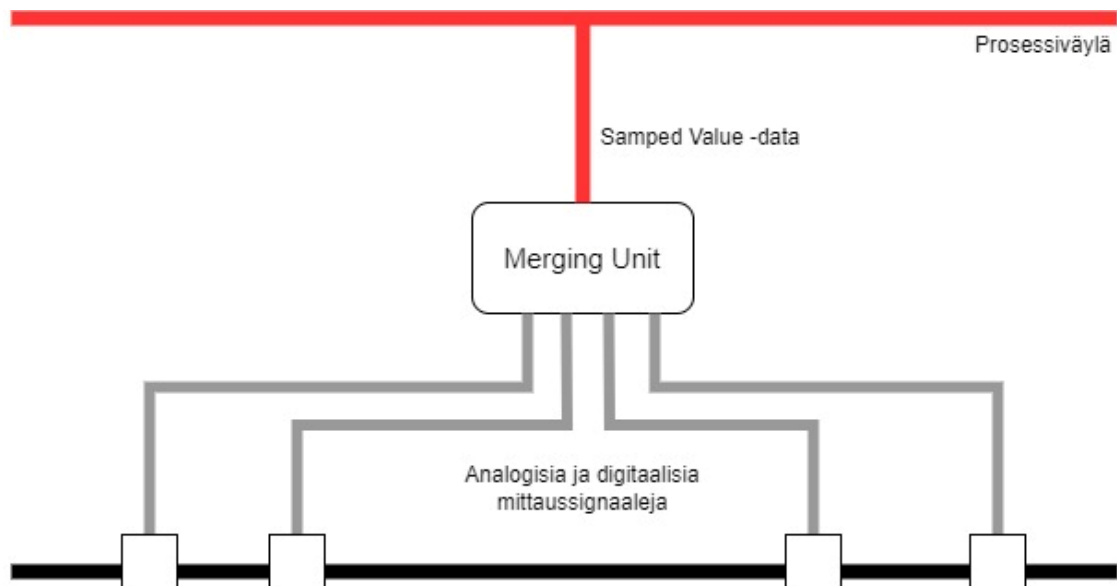 Prosessiväylä
Samped Value -data
Merging Unit
Analogisia ja digitaalisia
mittaussignaaleja